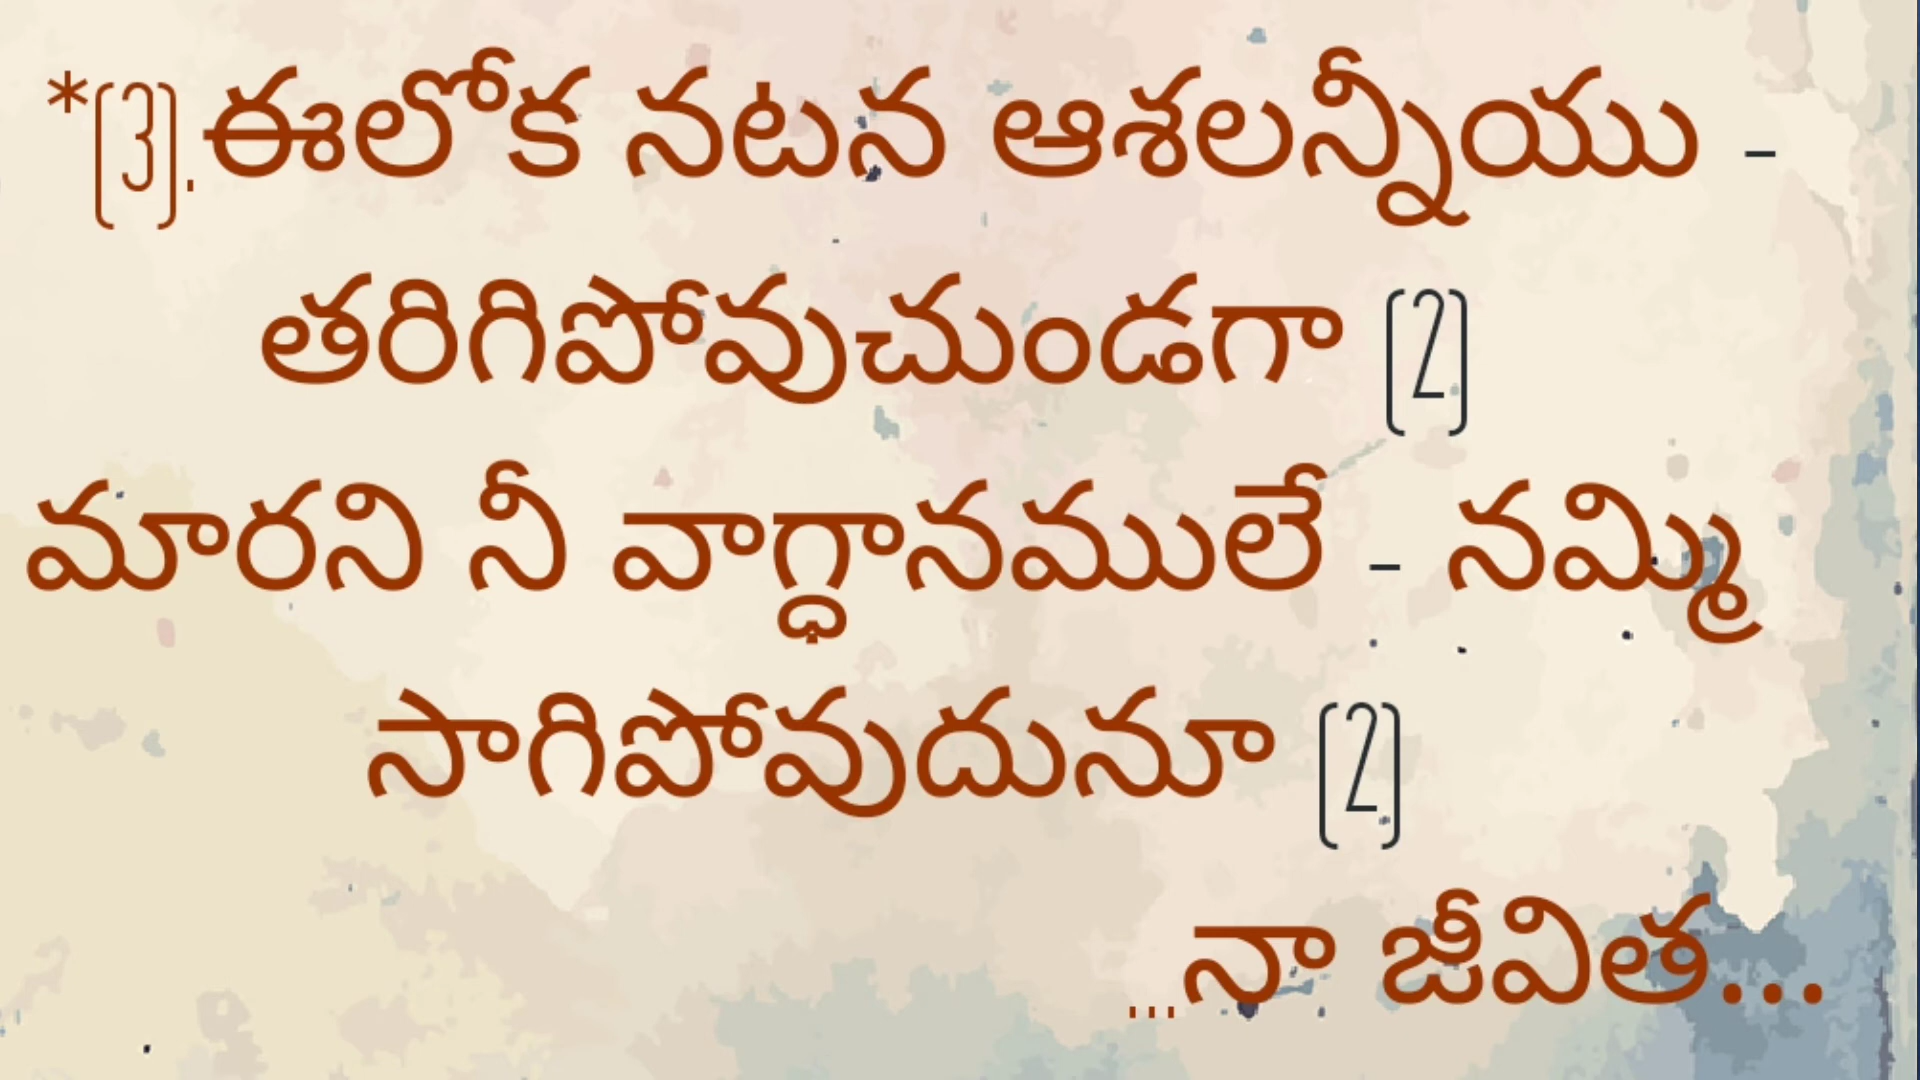 *(3).ఈలోక నటన ఆశలన్నీయు -
తరిగిపోవుచుండగా (2)
మారని నీ వాగ్ధానములే - నమ్మి
సాగిపోవుదునూ (2)
...నా జీవిత...